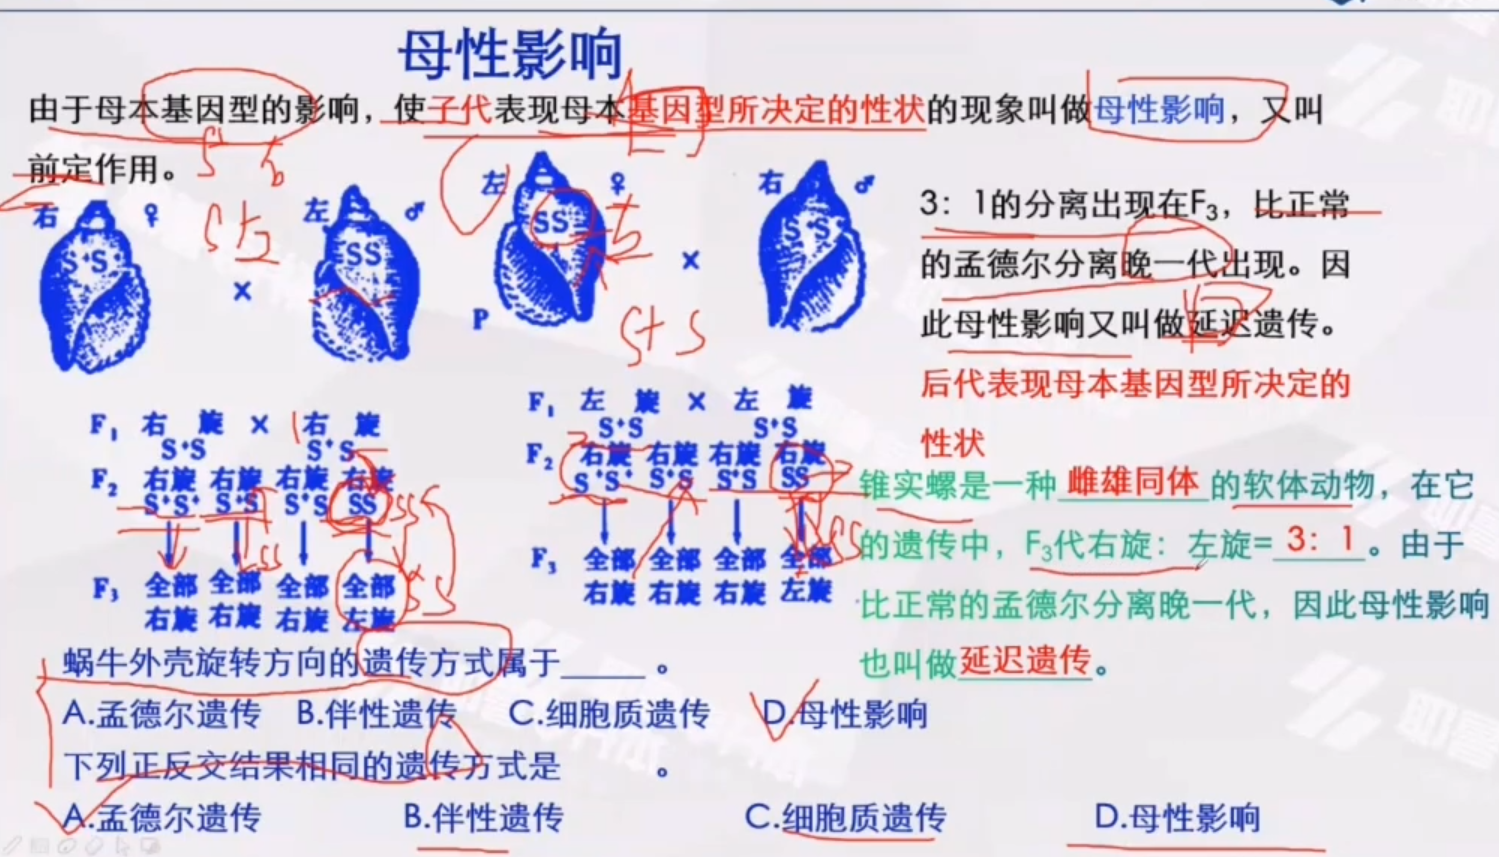 母性影响
由于母本基因型的影响，使子代表现母本基因型所决定的性状的现象叫做母性影响，又叫
前定作用。
右 ♀ 左 ♂
S⁺S⁺ × SS
左 ♀ 右 ♂
SS × S⁺S⁺
P
S+ S
F₁ 右旋 × 右旋
S⁺S S⁺S
F₂ 右旋 右旋 右旋 右旋
S⁺S⁺ S⁺S S⁺S SS
F₃ 全部 全部 全部 全部
右旋 右旋 右旋 左旋
F₁ 左旋 × 左旋
S⁺S S⁺S
F₂ 右旋 右旋 右旋 右旋
S⁺S⁺ S⁺S S⁺S SS
F₃ 全部 全部 全部 全部
右旋 右旋 右旋 左旋
3：1的分离出现在F₃，比正常
的孟德尔分离晚一代出现。因
此母性影响又叫做延迟遗传。
后代表现母本基因型所决定的
性状
锥实螺是一种雌雄同体的软体动物，在它
的遗传中，F₃代右旋：左旋=3：1。由于
比正常的孟德尔分离晚一代，因此母性影响
也叫做延迟遗传。
蜗牛外壳旋转方向的遗传方式属于_____。
A.孟德尔遗传 B.伴性遗传 C.细胞质遗传 D.母性影响
下列正反交结果相同的遗传方式是 。
A.孟德尔遗传 B.伴性遗传 C.细胞质遗传 D.母性影响